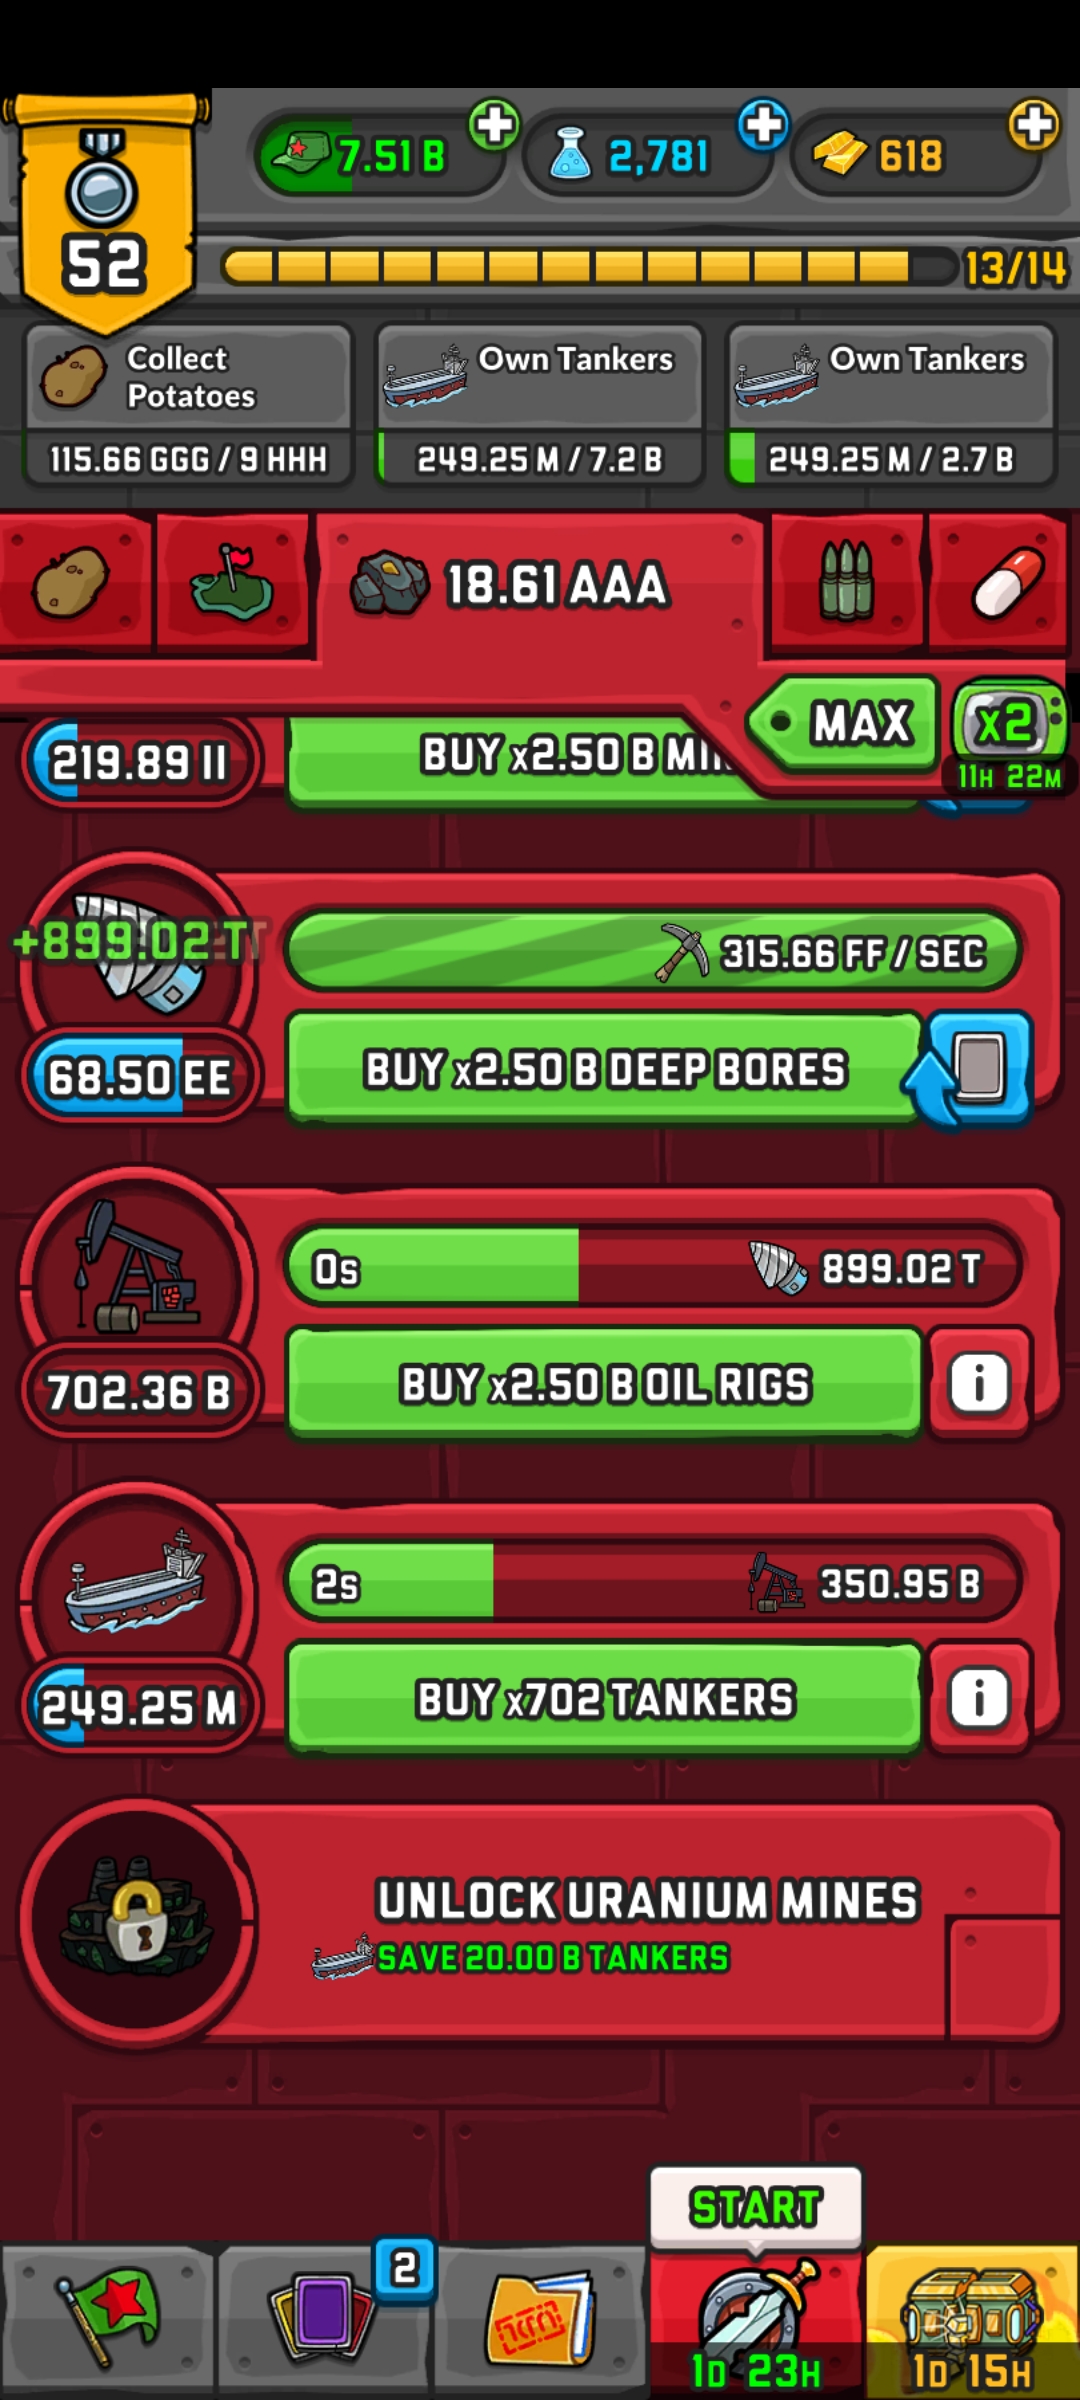 7.51 B
2,781
618
52
13/14
Collect
Potatoes
115.66 GGG / 9 HHH
Own Tankers
249.25 M / 7.2 B
Own Tankers
249.25 M / 2.7 B
18.61 AAA
MAX
x2
11H 22M
219.89 II
BUY x2.50 B
+899.02 T
315.66 FF / SEC
68.50 EE
BUY x2.50 B DEEP BORES
0s
899.02 T
702.36 B
BUY x2.50 B OIL RIGS
i
2s
350.95 B
249.25 M
BUY x702 TANKERS
i
UNLOCK URANIUM MINES
SAVE 20.00 B TANKERS
START
2
1D 23H
1D 15H